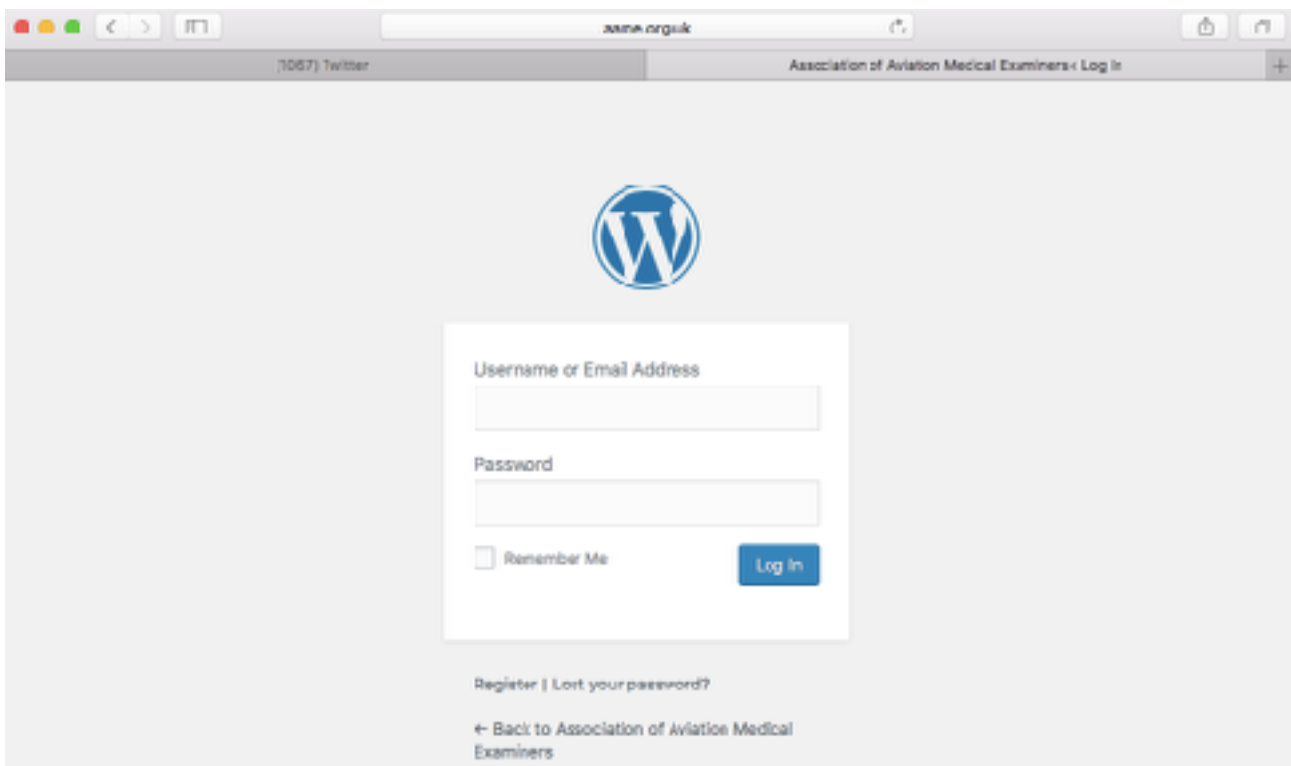 aame.org.uk
(1067) Twitter
Association of Aviation Medical Examiners ‹ Log In
Username or Email Address
Password
Remember Me
Log In
Register | Lost your password?
← Back to Association of Aviation Medical
Examiners